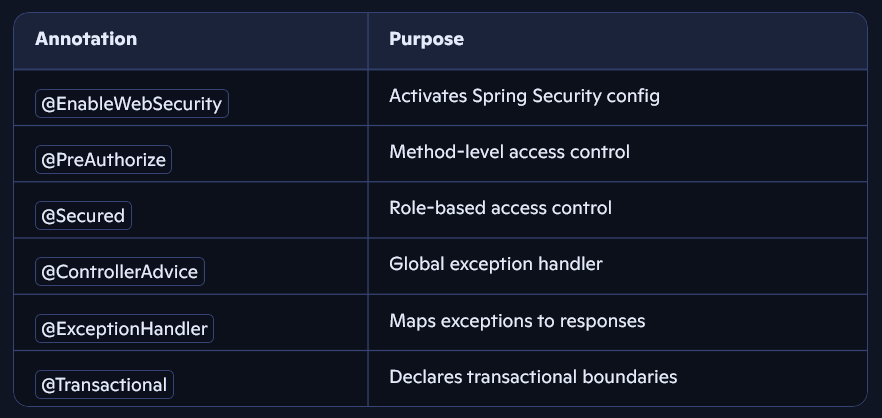 Annotation Purpose
@EnableWebSecurity Activates Spring Security config
@PreAuthorize Method-level access control
@Secured Role-based access control
@ControllerAdvice Global exception handler
@ExceptionHandler Maps exceptions to responses
@Transactional Declares transactional boundaries